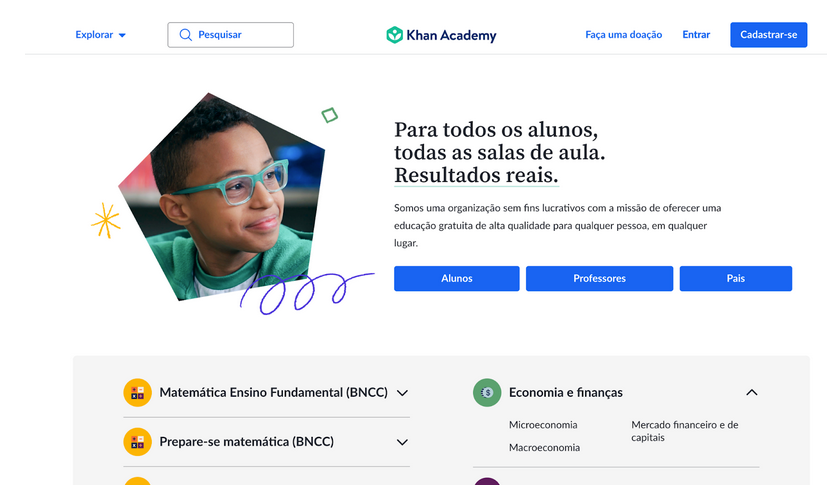 Explorar
Pesquisar
Khan Academy
Faça uma doação
Entrar
Cadastrar-se
Para todos os alunos,
todas as salas de aula.
Resultados reais.
Somos uma organização sem fins lucrativos com a missão de oferecer uma
educação gratuita de alta qualidade para qualquer pessoa, em qualquer
lugar.
Alunos
Professores
Pais
Matemática Ensino Fundamental (BNCC)
Prepare-se matemática (BNCC)
Economia e finanças
Microeconomia
Macroeconomia
Mercado financeiro e de
capitais